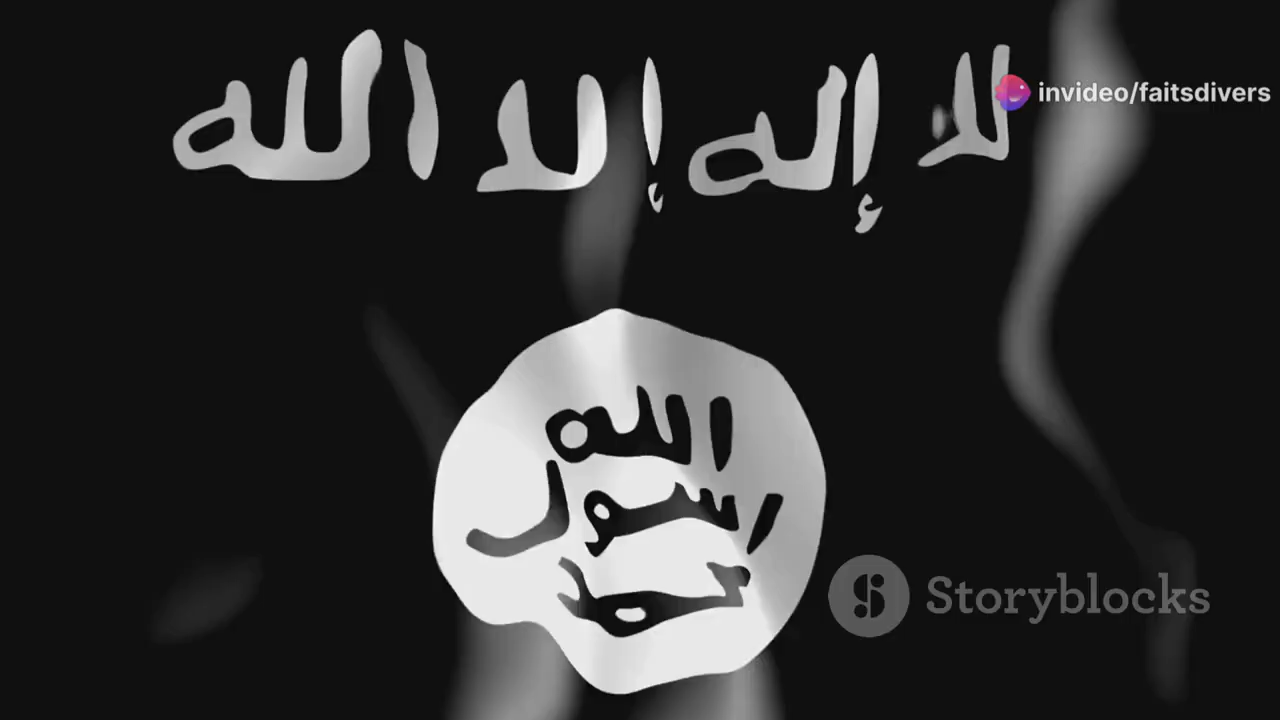 لا إله إلا الله
invideo/faitsdivers
الله
رسول
محمد
Storyblocks